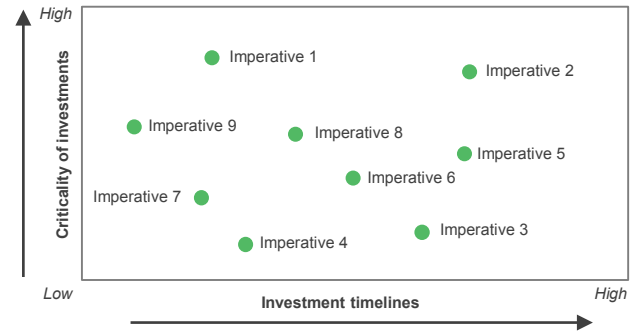 High
Criticality of investments
Imperative 1
Imperative 2
Imperative 9
Imperative 8
Imperative 5
Imperative 6
Imperative 7
Imperative 3
Imperative 4
Low
Investment timelines
High